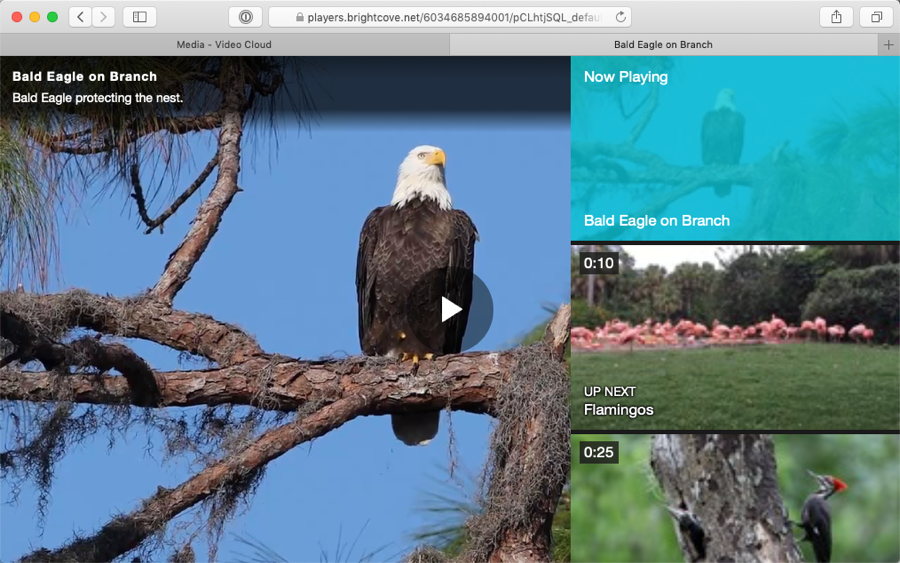 players.brightcove.net/6034685894001/pCLhtjSQL_defau
Media - Video Cloud
Bald Eagle on Branch
Bald Eagle on Branch
Bald Eagle protecting the nest.
Now Playing
Bald Eagle on Branch
0:10
UP NEXT
Flamingos
0:25